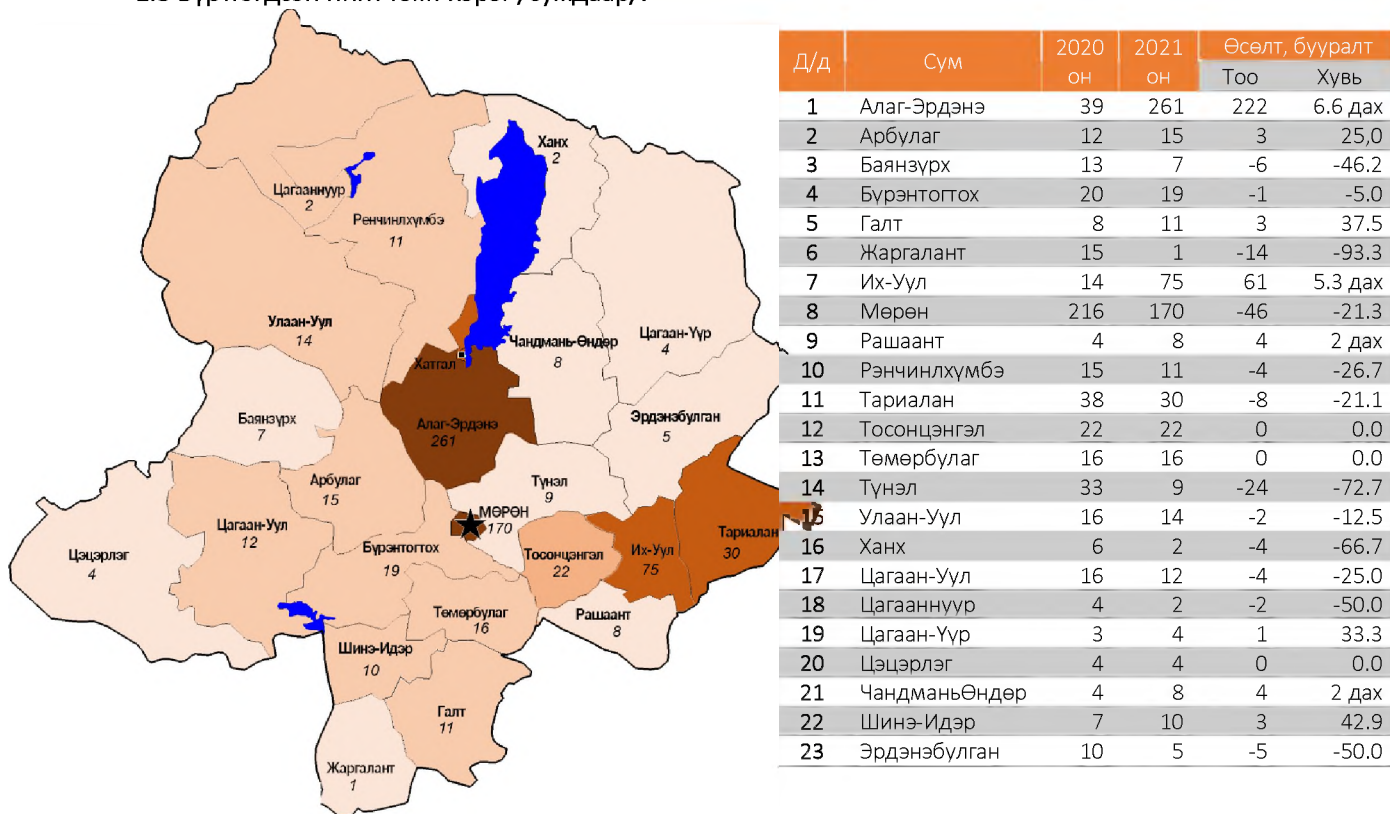 Ханх
2
Цагааннуур
2
Ренчинлхүмбэ
11
Улаан-Уул
14
Чандмань-Өндөр
8
Цагаан-Үүр
4
Хатгал
Алаг-Эрдэнэ
261
Баянзүрх
7
Эрдэнэбулган
5
Арбулаг
15
Түнэл
9
МӨРӨН
170
Цагаан-Уул
12
Цэцэрлэг
4
Бүрэнтогтох
19
Тосонцэнгэл
22
Их-Уул
75
Тариалан
30
Төмөрбулаг
16
Рашаант
8
Шинэ-Идэр
10
Галт
11
Жаргалант
1
Д/д Сум 2020 он 2021 он Өсөлт, бууралт
Тоо Хувь
1 Алаг-Эрдэнэ 39 261 222 6.6 дах
2 Арбулаг 12 15 3 25,0
3 Баянзүрх 13 7 -6 -46.2
4 Бүрэнтогтох 20 19 -1 -5.0
5 Галт 8 11 3 37.5
6 Жаргалант 15 1 -14 -93.3
7 Их-Уул 14 75 61 5.3 дах
8 Мөрөн 216 170 -46 -21.3
9 Рашаант 4 8 4 2 дах
10 Рэнчинлхүмбэ 15 11 -4 -26.7
11 Тариалан 38 30 -8 -21.1
12 Тосонцэнгэл 22 22 0 0.0
13 Төмөрбулаг 16 16 0 0.0
14 Түнэл 33 9 -24 -72.7
15 Улаан-Уул 16 14 -2 -12.5
16 Ханх 6 2 -4 -66.7
17 Цагаан-Уул 16 12 -4 -25.0
18 Цагааннуур 4 2 -2 -50.0
19 Цагаан-Үүр 3 4 1 33.3
20 Цэцэрлэг 4 4 0 0.0
21 ЧандманьӨндөр 4 8 4 2 дах
22 Шинэ-Идэр 7 10 3 42.9
23 Эрдэнэбулган 10 5 -5 -50.0